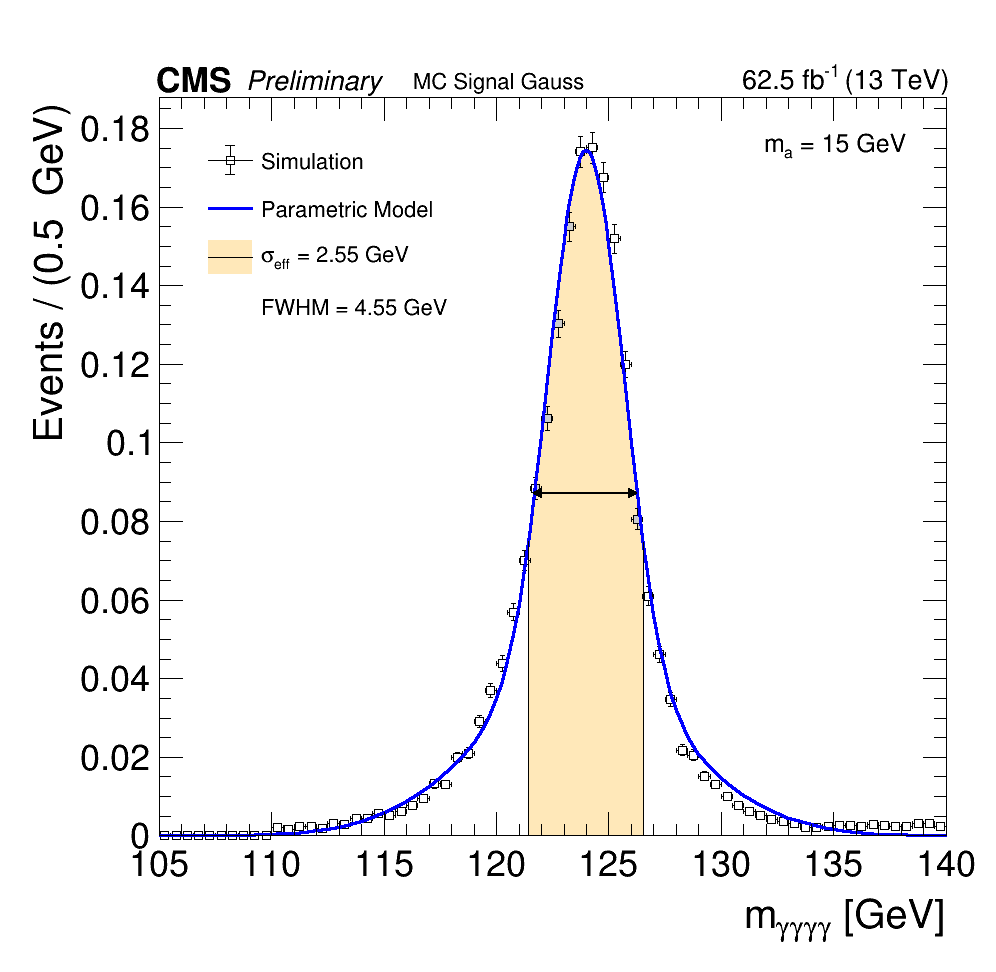 CMS Preliminary MC Signal Gauss 62.5 fb⁻¹ (13 TeV)
Events / (0.5 GeV)
0.18
0.16
0.14
0.12
0.1
0.08
0.06
0.04
0.02
0
Simulation
Parametric Model
σeff = 2.55 GeV
FWHM = 4.55 GeV
ma = 15 GeV
105 110 115 120 125 130 135 140
mγγγγ [GeV]